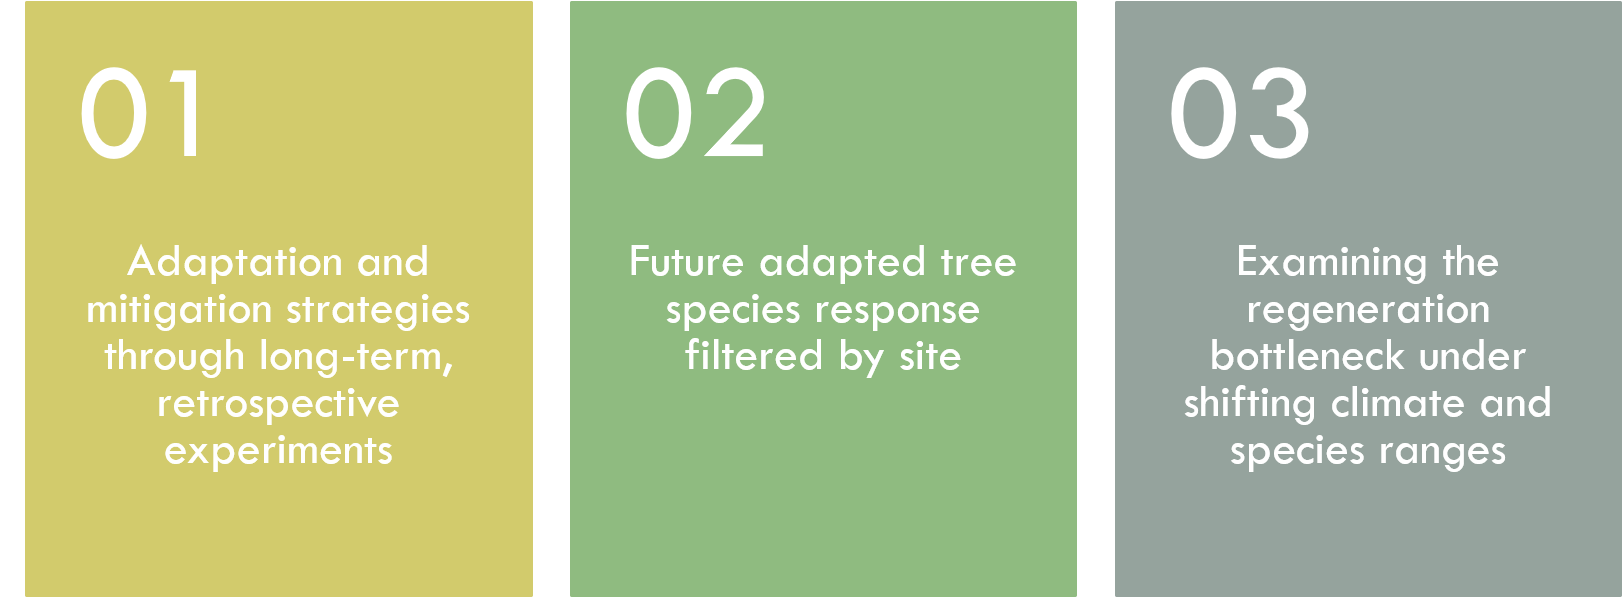 01
Adaptation and
mitigation strategies
through long-term,
retrospective
experiments
02
Future adapted tree
species response
filtered by site
03
Examining the
regeneration
bottleneck under
shifting climate and
species ranges